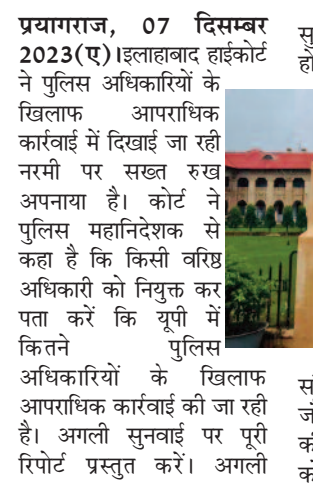 प्रयागराज, 07 दिसम्बर
2023(ए)।इलाहाबाद हाईकोर्ट
ने पुलिस अधिकारियों के
खिलाफ आपराधिक
कार्रवाई में दिखाई जा रही
नरमी पर सख्त रुख
अपनाया है। कोर्ट ने
पुलिस महानिदेशक से
कहा है कि किसी वरिष्ठ
अधिकारी को नियुक्त कर
पता करें कि यूपी में
कितने पुलिस
अधिकारियों के खिलाफ
आपराधिक कार्रवाई की जा रही
है। अगली सुनवाई पर पूरी
रिपोर्ट प्रस्तुत करें। अगली